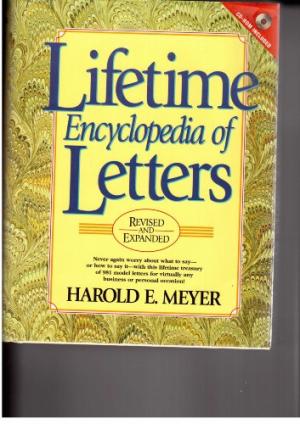 CD-ROM INCLUDED
Lifetime
Encyclopedia of
Letters
REVISED
AND
EXPANDED
Never again worry about what to say—
or how to say it—with this lifetime treasury
of 981 model letters for virtually any
business or personal occasion!
HAROLD E. MEYER